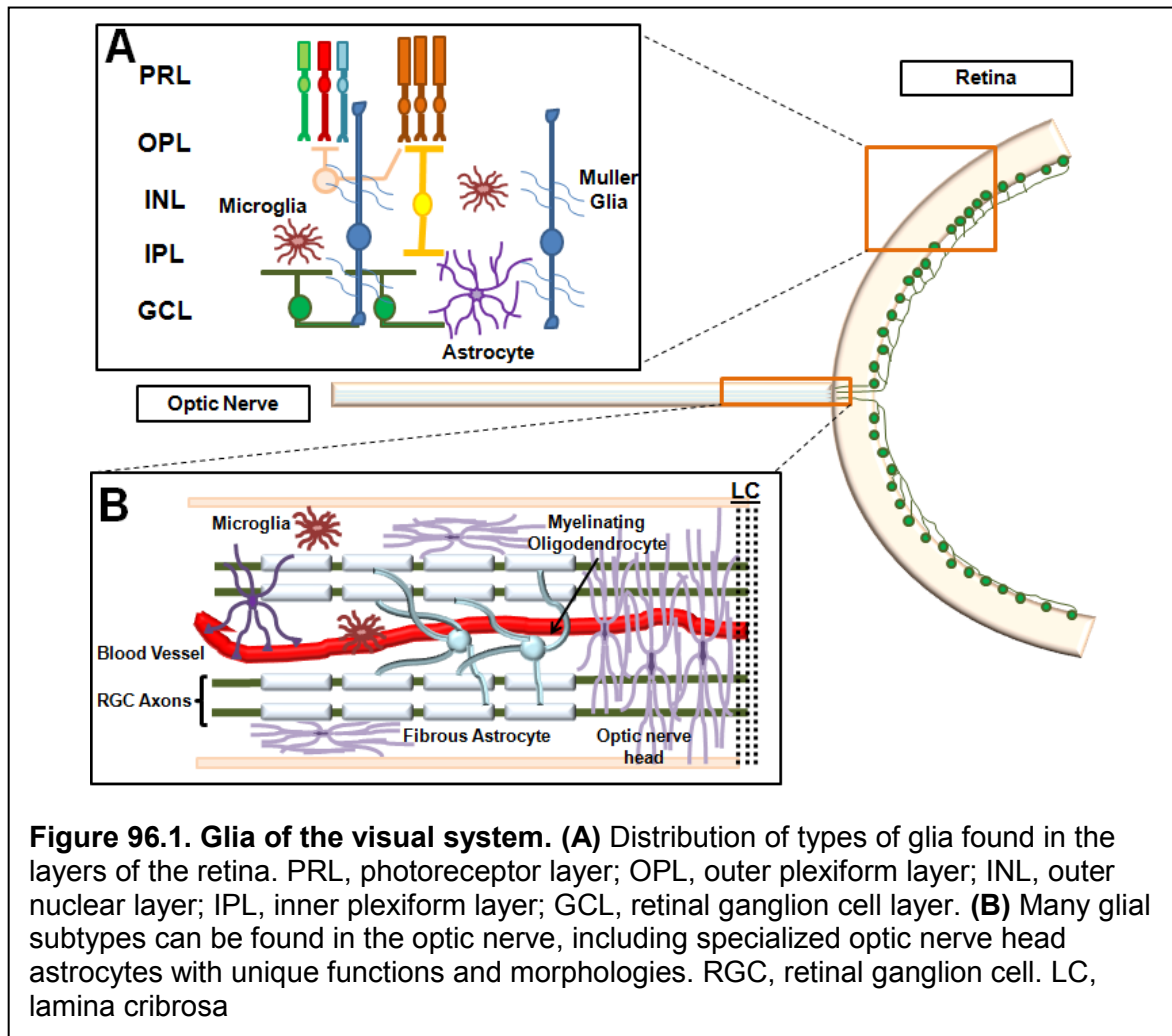 A
PRL
OPL
INL
IPL
GCL
Microglia
Muller
Glia
Astrocyte
Retina
Optic Nerve
B
LC
Microglia
Myelinating
Oligodendrocyte
Blood Vessel
RGC Axons
Fibrous Astrocyte
Optic nerve
head
Figure 96.1. Glia of the visual system. (A) Distribution of types of glia found in the
layers of the retina. PRL, photoreceptor layer; OPL, outer plexiform layer; INL, outer
nuclear layer; IPL, inner plexiform layer; GCL, retinal ganglion cell layer. (B) Many glial
subtypes can be found in the optic nerve, including specialized optic nerve head
astrocytes with unique functions and morphologies. RGC, retinal ganglion cell. LC,
lamina cribrosa